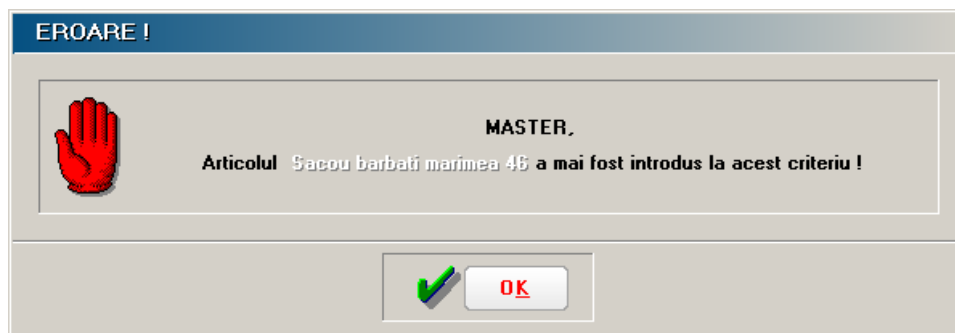 EROARE !
MASTER,
Articolul Sacou barbati marimea 46 a mai fost introdus la acest criteriu !
OK